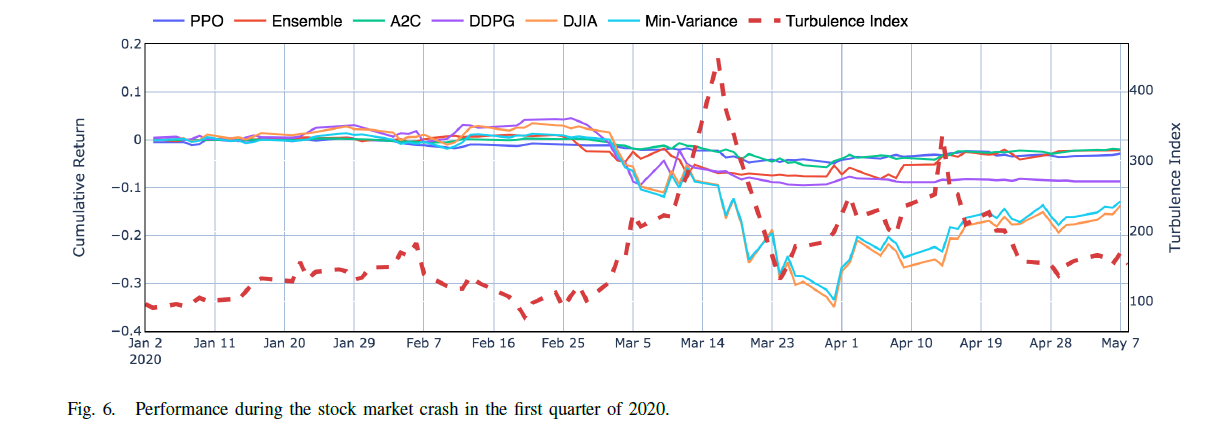 PPO Ensemble A2C DDPG DJIA Min-Variance Turbulence Index
0.2
0.1
0
−0.1
−0.2
−0.3
−0.4
Cumulative Return
400
300
200
100
Turbulence Index
Jan 2 Jan 11 Jan 20 Jan 29 Feb 7 Feb 16 Feb 25 Mar 5 Mar 14 Mar 23 Apr 1 Apr 10 Apr 19 Apr 28 May 7
2020
Fig. 6. Performance during the stock market crash in the first quarter of 2020.